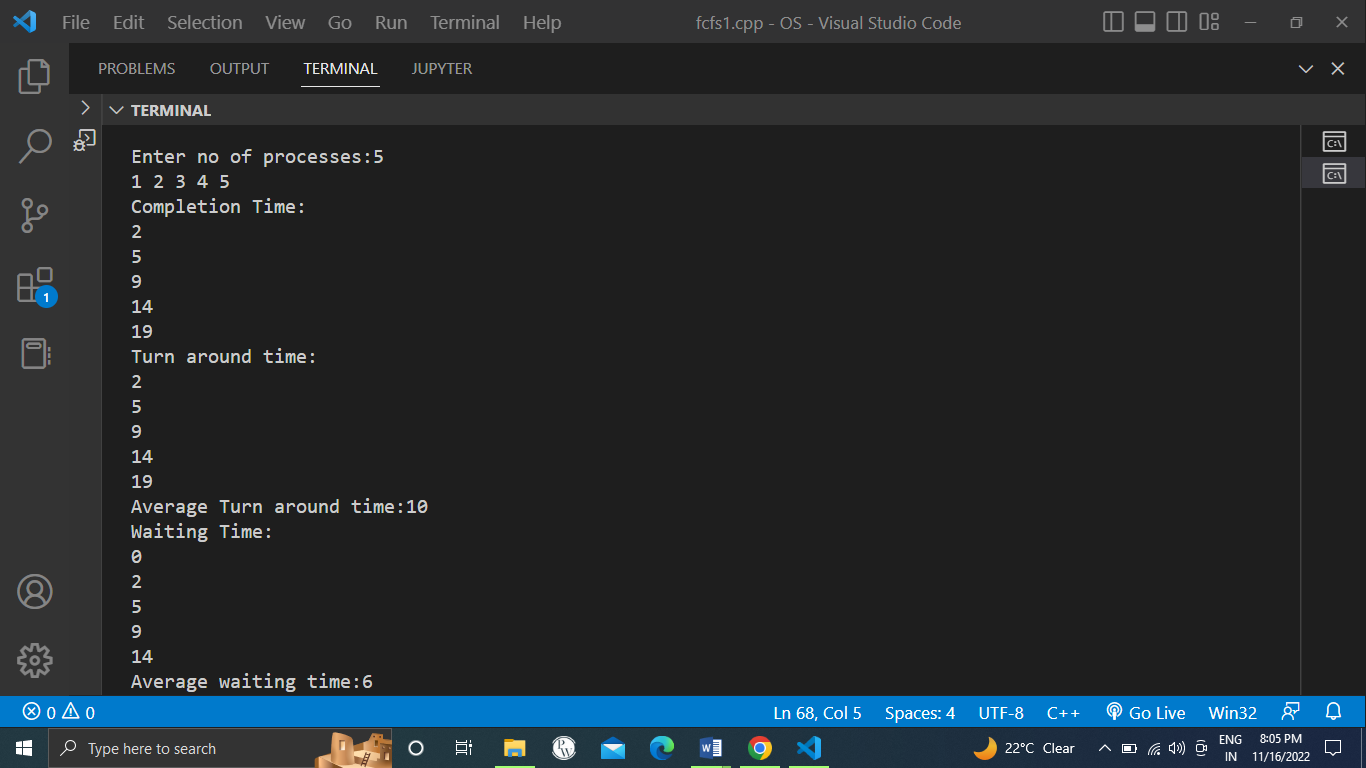 File Edit Selection View Go Run Terminal Help fcfs1.cpp - OS - Visual Studio Code
PROBLEMS OUTPUT TERMINAL JUPYTER
TERMINAL
Enter no of processes:5
1 2 3 4 5
Completion Time:
2
5
9
14
19
Turn around time:
2
5
9
14
19
Average Turn around time:10
Waiting Time:
0
2
5
9
14
Average waiting time:6
1
0 0 Ln 68, Col 5 Spaces: 4 UTF-8 C++ Go Live Win32
Type here to search 22°C Clear ENG 8:05 PM
IN 11/16/2022